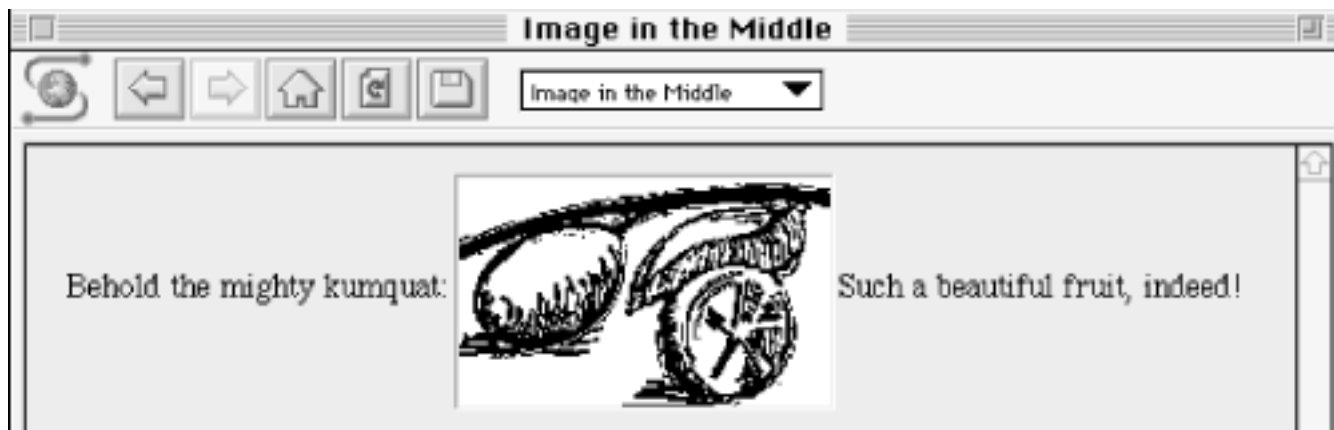 Image in the Middle
Image in the Middle
Behold the mighty kumquat: Such a beautiful fruit, indeed!